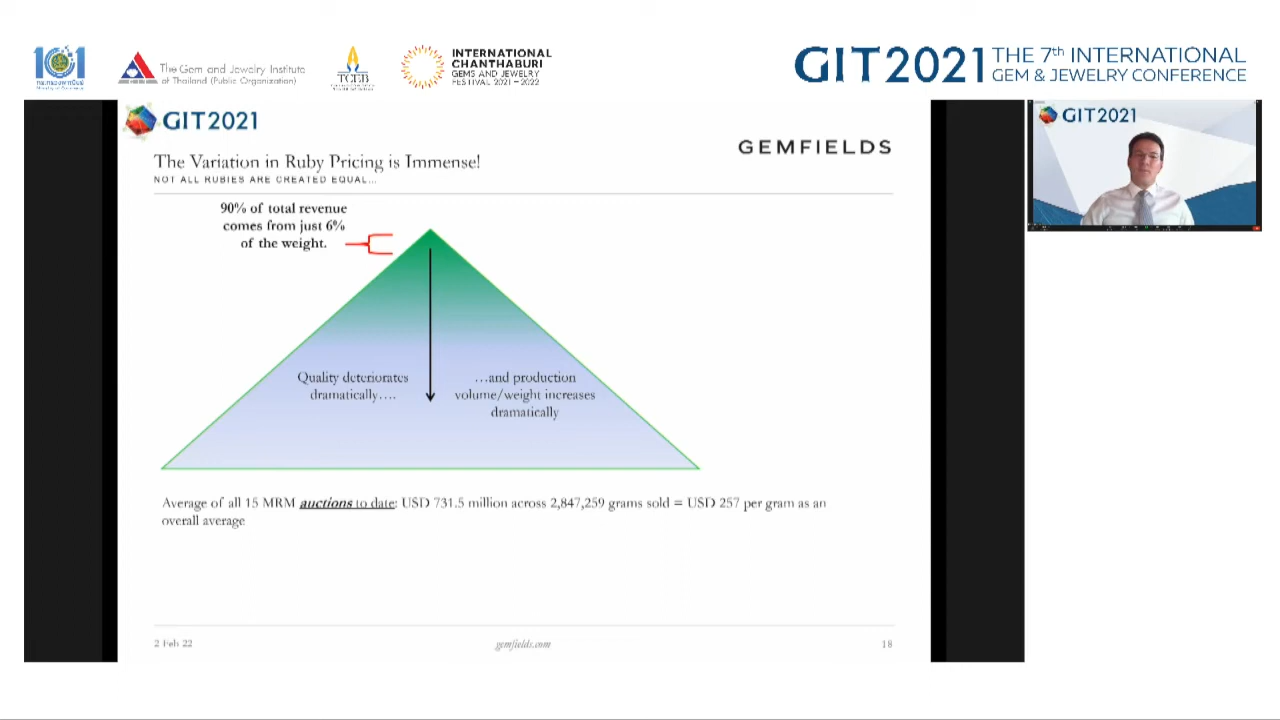 101
The Gem and Jewelry Institute
of Thailand (Public Organization)
TCEB
INTERNATIONAL
CHANTHABURI
GEMS AND JEWELRY
FESTIVAL 2021 - 2022
GIT2021 THE 7th INTERNATIONAL
GEM & JEWELRY CONFERENCE
GIT2021
GIT2021
GEMFIELDS
The Variation in Ruby Pricing is Immense!
NOT ALL RUBIES ARE CREATED EQUAL…
90% of total revenue
comes from just 6%
of the weight.
Quality deteriorates
dramatically….
…and production
volume/weight increases
dramatically
Average of all 15 MRM auctions to date: USD 731.5 million across 2,847,259 grams sold = USD 257 per gram as an
overall average
2 Feb 22
gemfields.com
18